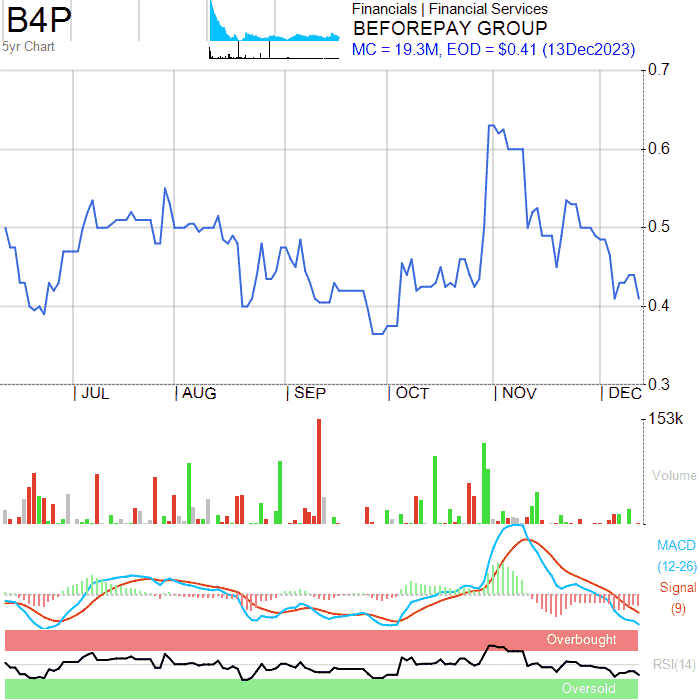 B4P
5yr Chart
Financials | Financial Services
BEFOREPAY GROUP
MC = 19.3M, EOD = $0.41 (13Dec2023)
0.7
0.6
0.5
0.4
0.3
| JUL | AUG | SEP | OCT | NOV | DEC
153k
Volume
MACD
(12-26)
Signal
(9)
Overbought
RSI(14)
Oversold